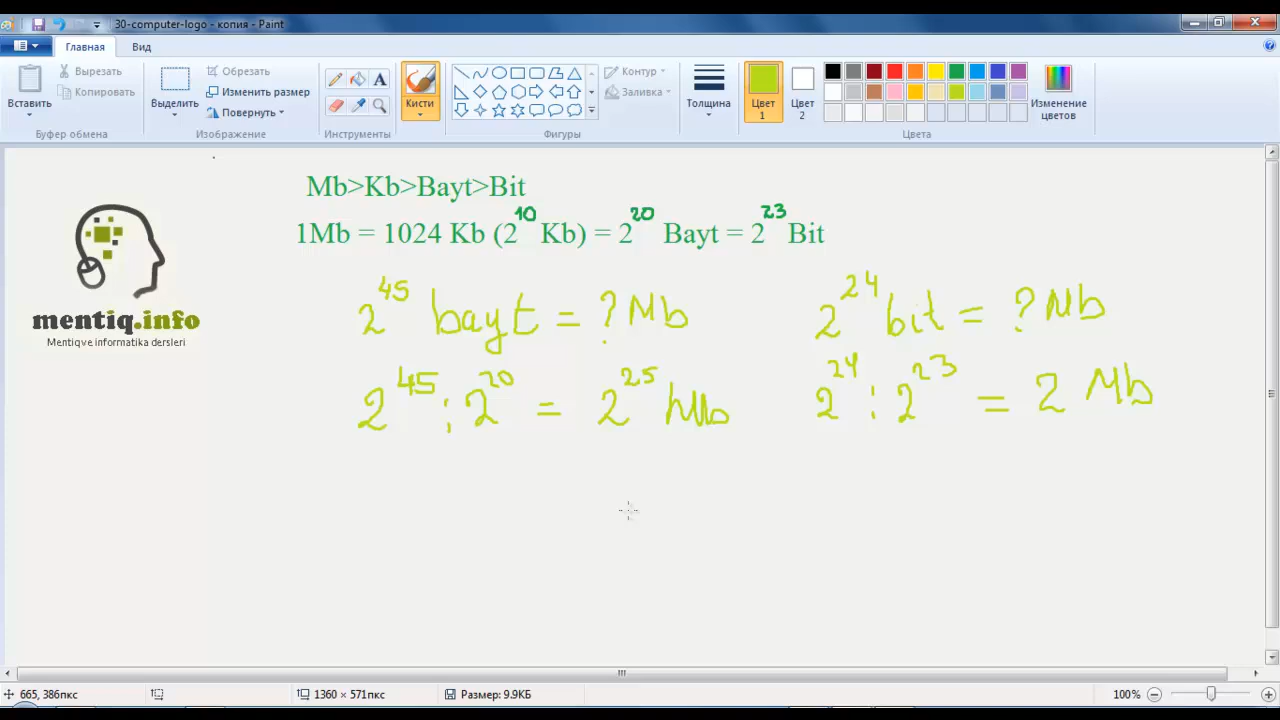 30-computer-logo - копия - Paint
Главная Вид
Вставить
Вырезать
Копировать
Буфер обмена
Выделить
Обрезать
Изменить размер
Повернуть
Изображение
Инструменты
Кисти
Контур
Заливка
Фигуры
Толщина
Цвет 1
Цвет 2
Изменение цветов
Цвета
Mb>Kb>Bayt>Bit
1Mb = 1024 Kb (2^10 Kb) = 2^20 Bayt = 2^23 Bit
mentiq.info
Mentiqve informatika dersleri
2^45 bayt = ? Mb
2^45 : 2^20 = 2^25 Mb
2^24 bit = ? Mb
2^24 : 2^23 = 2 Mb
665, 386пкс
1360 × 571пкс
Размер: 9.9КБ
100%